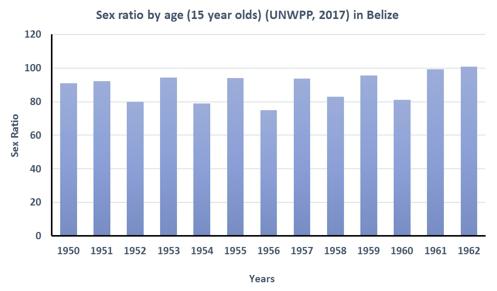 Sex ratio by age (15 year olds) (UNWPP, 2017) in Belize
120
100
80
60
40
20
0
Sex Ratio
1950 1951 1952 1953 1954 1955 1956 1957 1958 1959 1960 1961 1962
Years